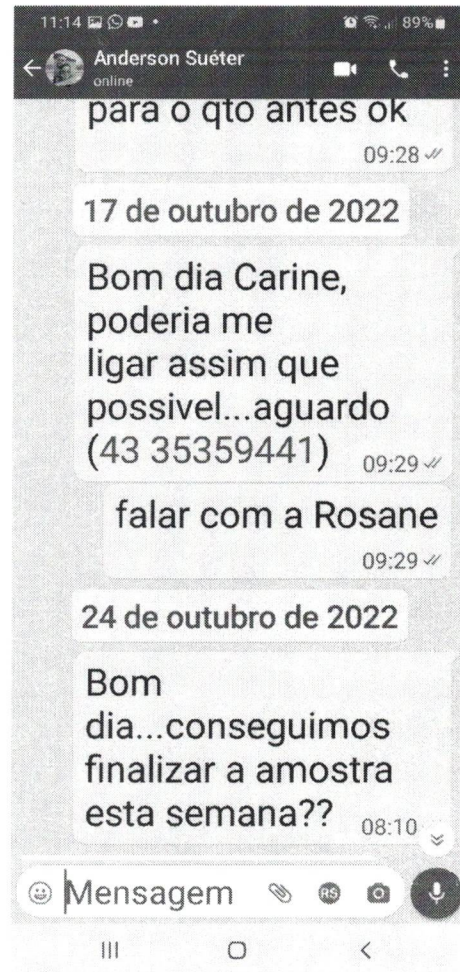 11:14
89%
Anderson Suéter
online
para o qto antes ok
09:28
17 de outubro de 2022
Bom dia Carine,
poderia me
ligar assim que
possivel...aguardo
(43 35359441)
09:29
falar com a Rosane
09:29
24 de outubro de 2022
Bom
dia...conseguimos
finalizar a amostra
esta semana??
08:10
Mensagem
RS